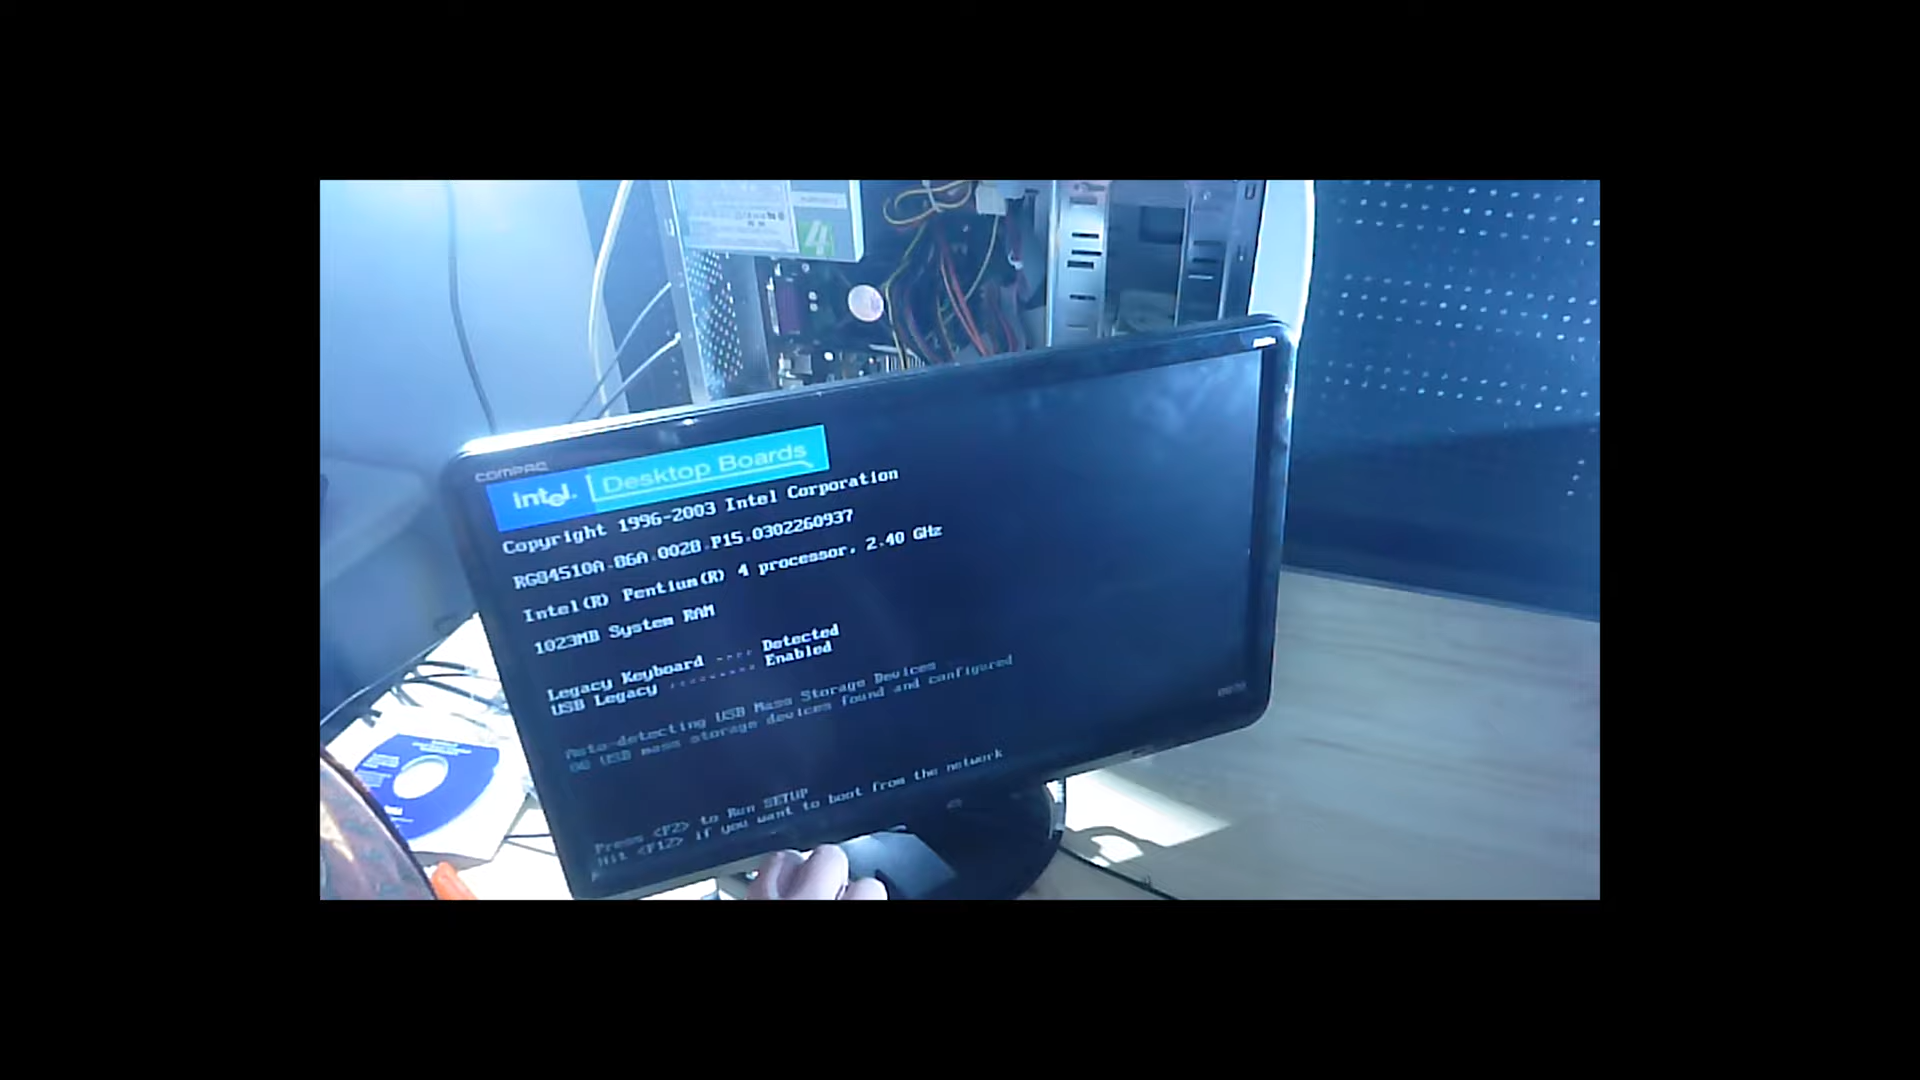 COMPAQ
intel. Desktop Boards
Copyright 1996-2003 Intel Corporation
RG84510A.86A.0028.P15.0302260937
Intel(R) Pentium(R) 4 processor, 2.40 GHz
1023MB System RAM
Legacy Keyboard .... Detected
USB Legacy ......... Enabled
Auto-detecting USB Mass Storage Devices
00 USB mass storage devices found and configured
Press <F2> to Run SETUP
Hit <F12> if you want to boot from the network
4